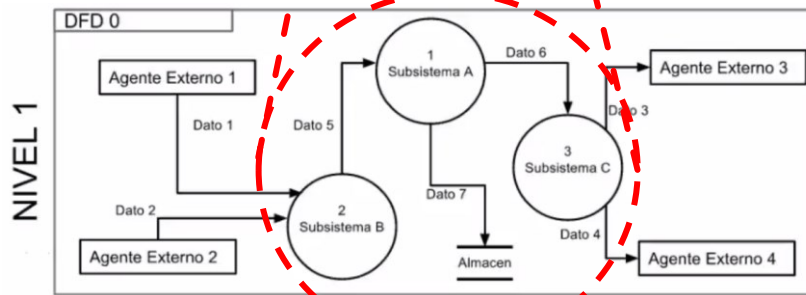 DFD 0
NIVEL 1
Agente Externo 1
Dato 1
Dato 2
Agente Externo 2
Dato 5
1
Subsistema A
Dato 6
2
Subsistema B
Dato 7
Almacen
3
Subsistema C
Agente Externo 3
Dato 3
Dato 4
Agente Externo 4